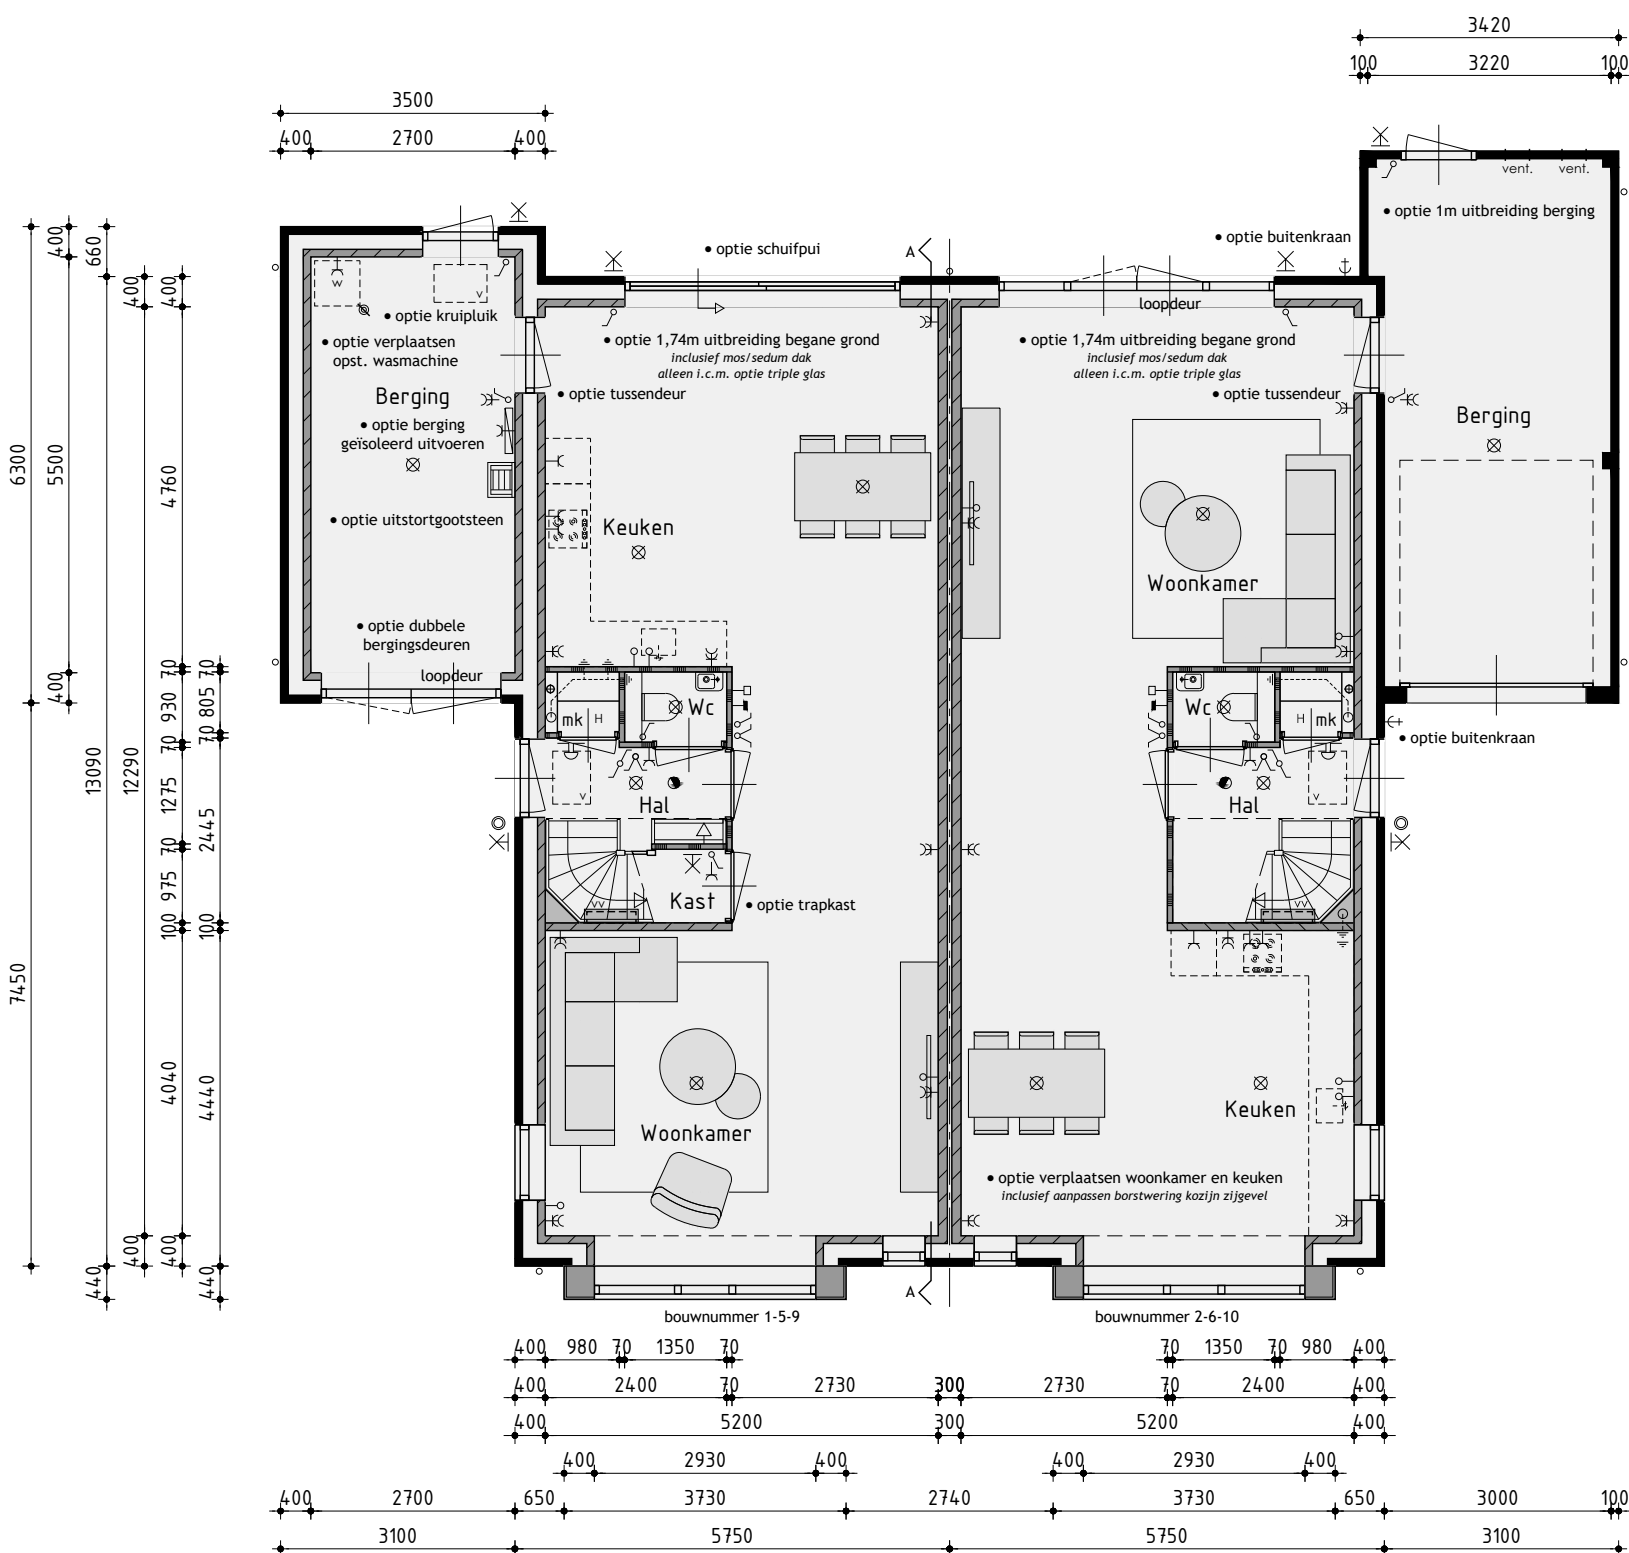 3420
100 3220 100
3500
400 2700 400
vent. vent.
• optie 1m uitbreiding berging
• optie buitenkraan
• optie schuifpui
A
loopdeur
W
V
• optie kruipluik
• optie verplaatsen
opst. wasmachine
• optie 1,74m uitbreiding begane grond
inclusief mos/sedum dak
alleen i.c.m. optie triple glas
• optie 1,74m uitbreiding begane grond
inclusief mos/sedum dak
alleen i.c.m. optie triple glas
Berging
• optie tussendeur
• optie tussendeur
Berging
• optie berging
geïsoleerd uitvoeren
• optie uitstortgootsteen
Keuken
Woonkamer
• optie dubbele
bergingsdeuren
loopdeur
mk H Wc
Wc H mk
• optie buitenkraan
V
Hal
Hal
V
VV
Kast
• optie trapkast
VV
Woonkamer
Keuken
• optie verplaatsen woonkamer en keuken
inclusief aanpassen borstwering kozijn zijgevel
A
bouwnummer 1-5-9
bouwnummer 2-6-10
6300
7450
400
5500
400
660
13090
440
400
12290
400
400
4760
70
930
70
1275
70
975
100
4040
400
70
805
70
2445
100
4440
440
400 980 70 1350 70
70 1350 70 980 400
400 2400 70 2730 300 2730 70 2400 400
400 5200 300 5200 400
400 2930 400
400 2930 400
400 2700 650 3730 2740 3730 650 3000 100
3100 5750 5750 3100